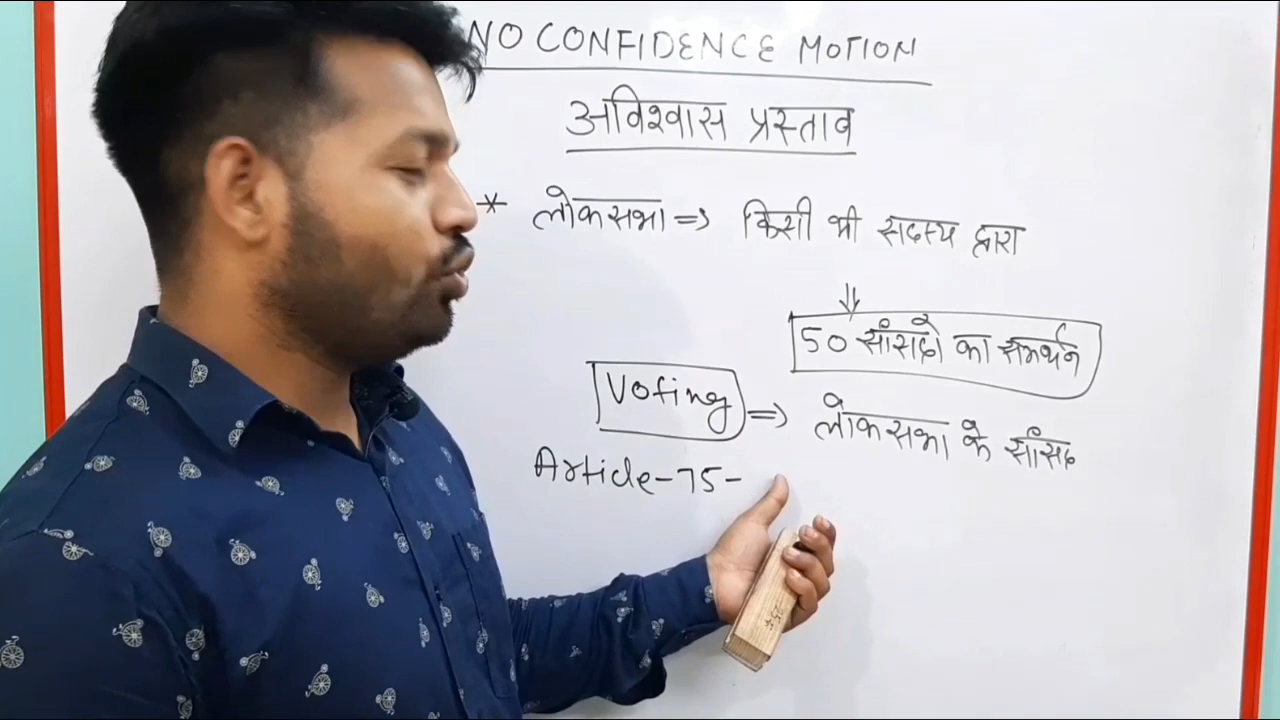 NO CONFIDENCE MOTION
अविश्वास प्रस्ताव
* लोकसभा => किसी भी सदस्य द्वारा
50 सांसदो का समर्थन
Voting => लोकसभा के सांसद
Article-75-